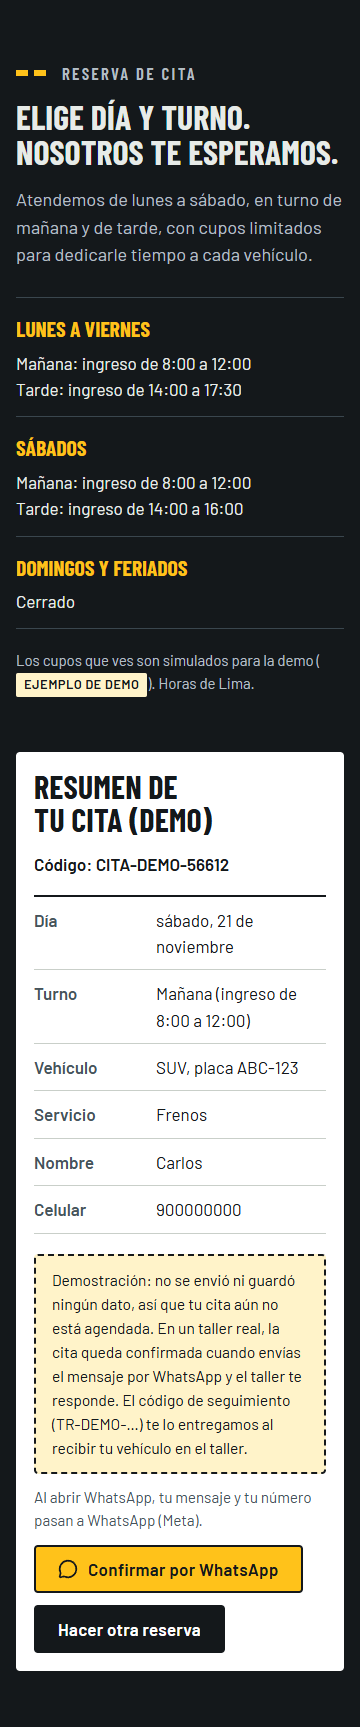 RESERVA DE CITA
ELIGE DÍA Y TURNO.
NOSOTROS TE ESPERAMOS.
Atendemos de lunes a sábado, en turno de
mañana y de tarde, con cupos limitados
para dedicarle tiempo a cada vehículo.
LUNES A VIERNES
Mañana: ingreso de 8:00 a 12:00
Tarde: ingreso de 14:00 a 17:30
SÁBADOS
Mañana: ingreso de 8:00 a 12:00
Tarde: ingreso de 14:00 a 16:00
DOMINGOS Y FERIADOS
Cerrado
Los cupos que ves son simulados para la demo (
EJEMPLO DE DEMO ). Horas de Lima.
RESUMEN DE
TU CITA (DEMO)
Código: CITA-DEMO-56612
Día sábado, 21 de
noviembre
Turno Mañana (ingreso de
8:00 a 12:00)
Vehículo SUV, placa ABC-123
Servicio Frenos
Nombre Carlos
Celular 900000000
Demostración: no se envió ni guardó
ningún dato, así que tu cita aún no
está agendada. En un taller real, la
cita queda confirmada cuando envías
el mensaje por WhatsApp y el taller te
responde. El código de seguimiento
(TR-DEMO-...) te lo entregamos al
recibir tu vehículo en el taller.
Al abrir WhatsApp, tu mensaje y tu número
pasan a WhatsApp (Meta).
Confirmar por WhatsApp
Hacer otra reserva